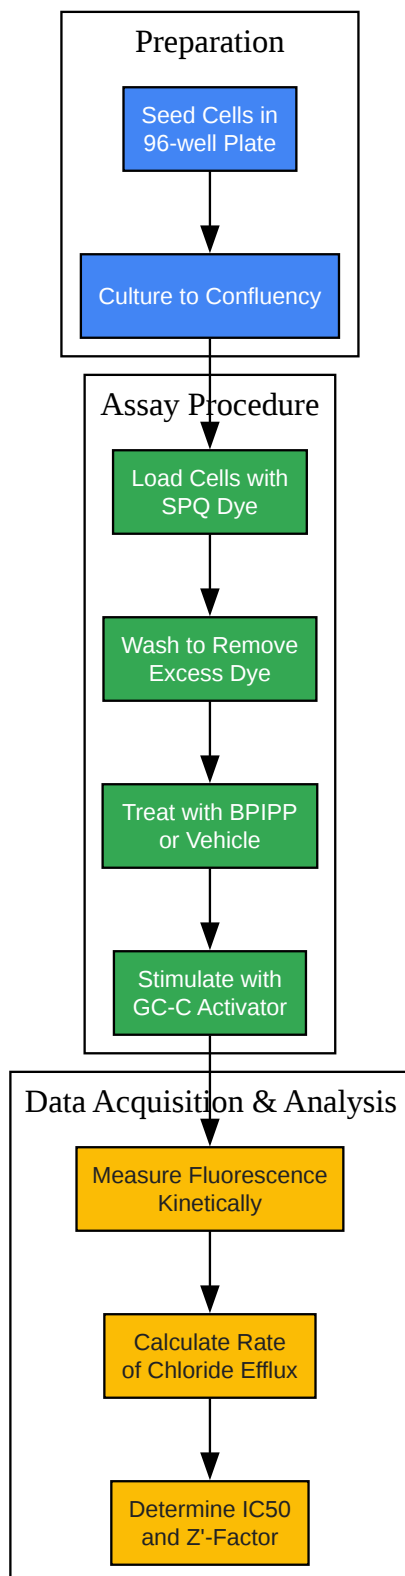 Preparation
Seed Cells in
96-well Plate
Culture to Confluency
Assay Procedure
Load Cells with
SPQ Dye
Wash to Remove
Excess Dye
Treat with BPIPP
or Vehicle
Stimulate with
GC-C Activator
Data Acquisition & Analysis
Measure Fluorescence
Kinetically
Calculate Rate
of Chloride Efflux
Determine IC50
and Z'-Factor